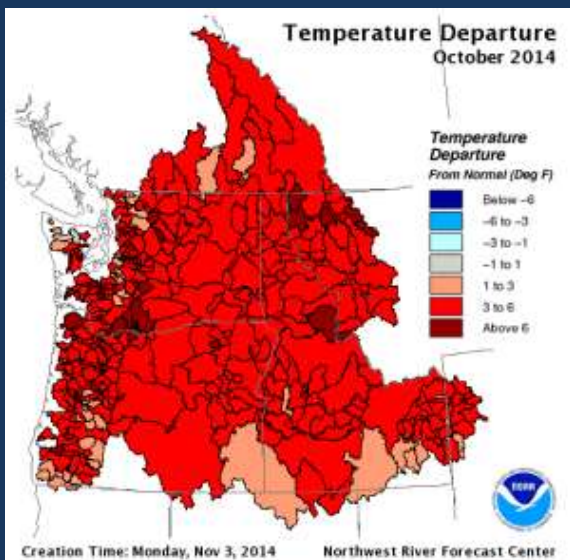 Temperature Departure
October 2014
Temperature
Departure
From Normal (Deg F)
Below -6
-6 to -3
-3 to -1
-1 to 1
1 to 3
3 to 6
Above 6
NOAA
Creation Time: Monday, Nov 3, 2014
Northwest River Forecast Center